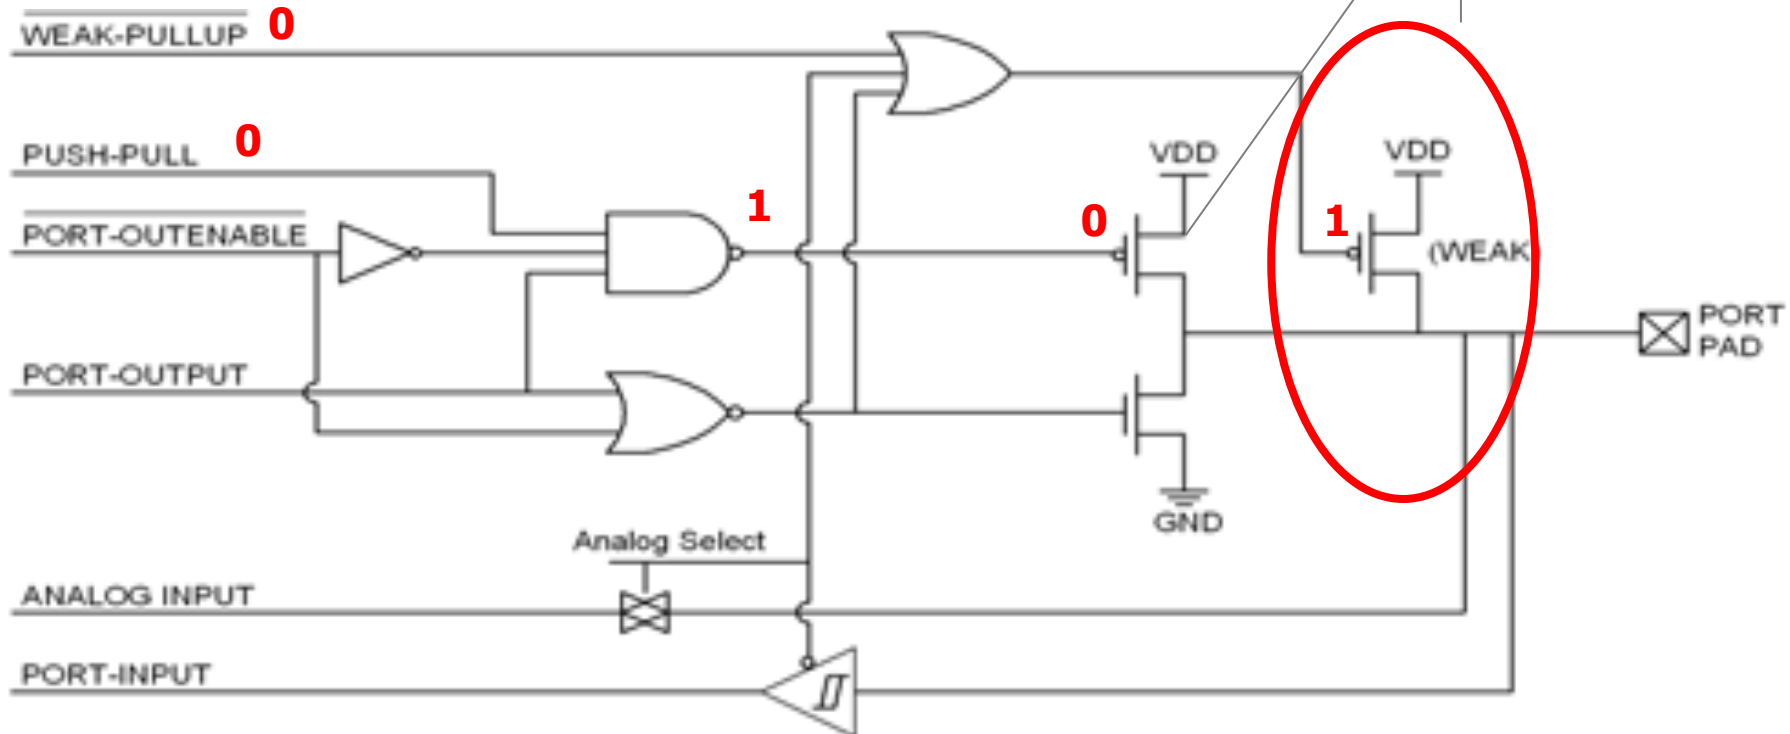 WEAK-PULLUP 0
PUSH-PULL 0
PORT-OUTENABLE
1
0
VDD
VDD
1
(WEAK)
PORT-OUTPUT
PORT
PAD
GND
Analog Select
ANALOG INPUT
PORT-INPUT